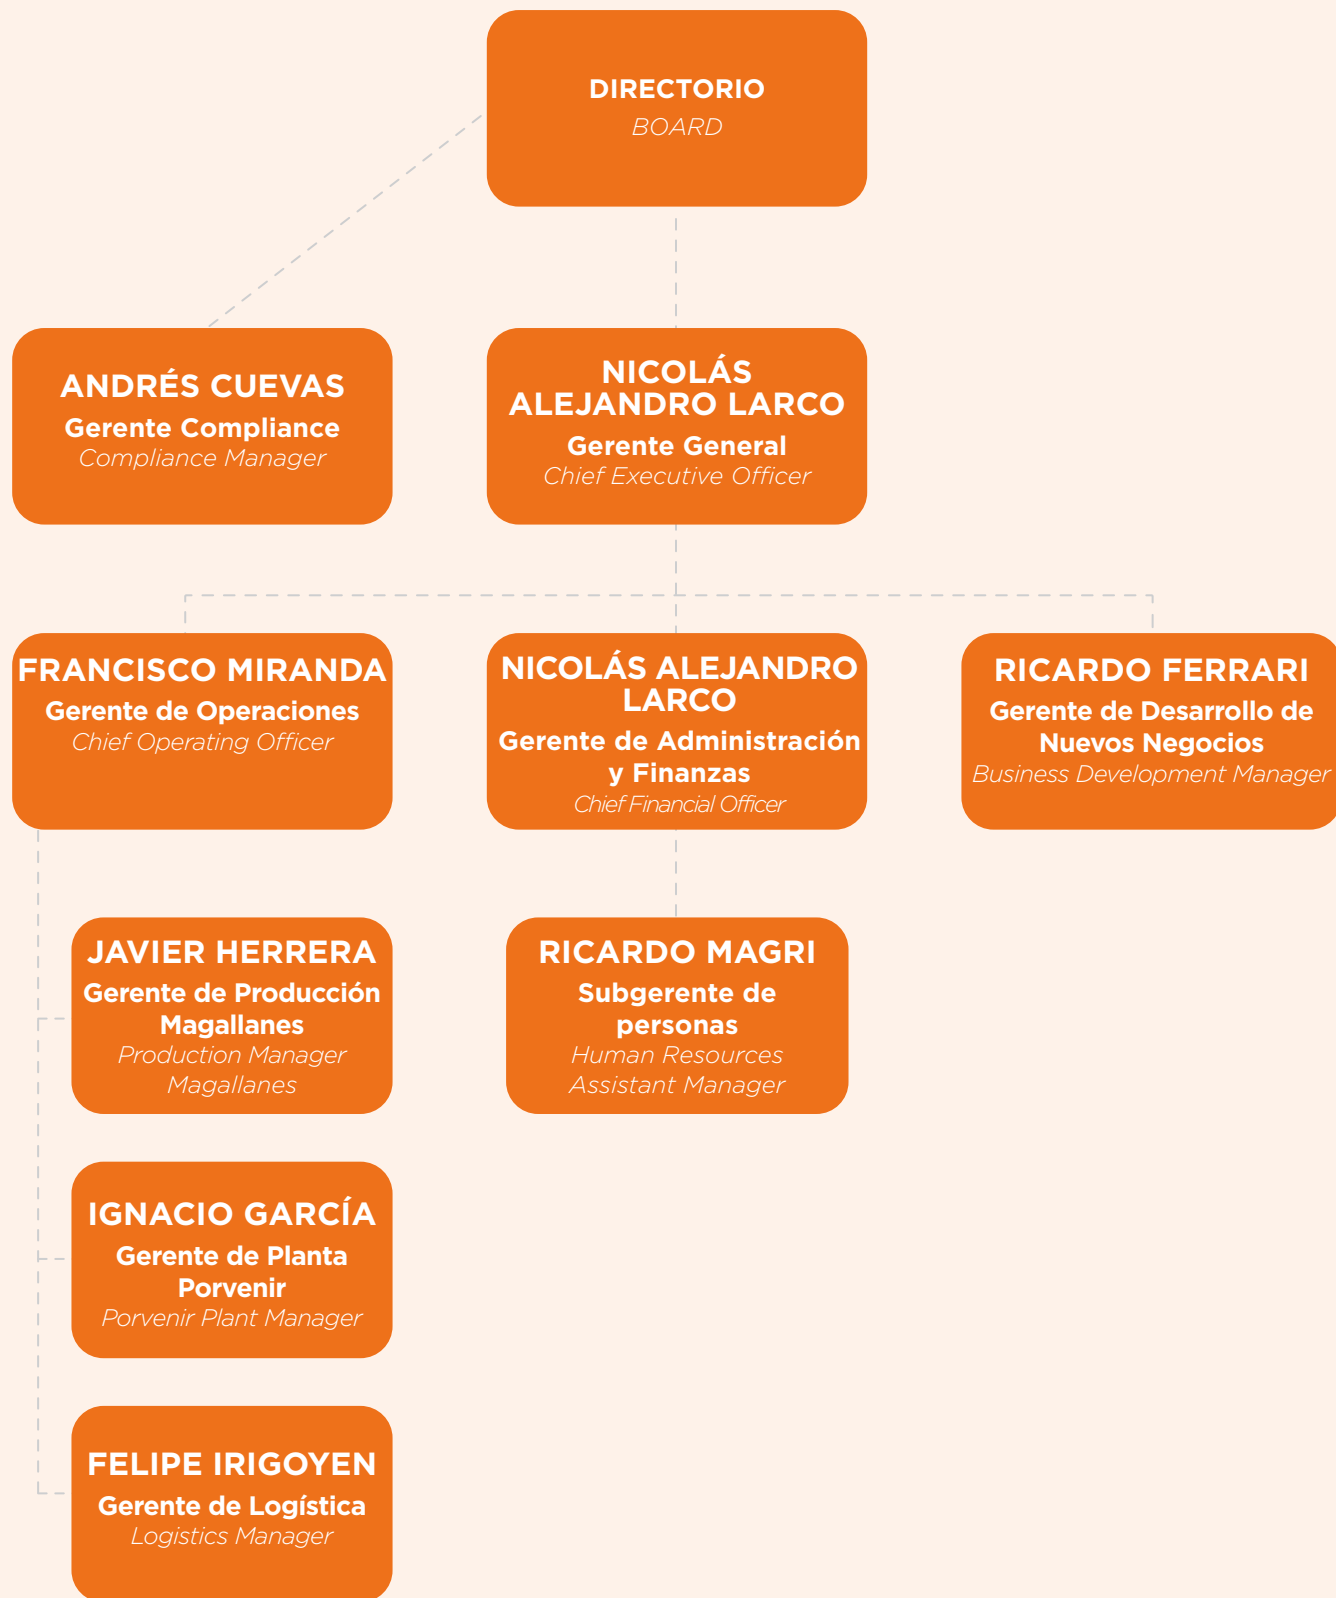 DIRECTORIO
BOARD
ANDRÉS CUEVAS
Gerente Compliance
Compliance Manager
NICOLÁS
ALEJANDRO LARCO
Gerente General
Chief Executive Officer
FRANCISCO MIRANDA
Gerente de Operaciones
Chief Operating Officer
NICOLÁS ALEJANDRO
LARCO
Gerente de Administración
y Finanzas
Chief Financial Officer
RICARDO FERRARI
Gerente de Desarrollo de
Nuevos Negocios
Business Development Manager
JAVIER HERRERA
Gerente de Producción
Magallanes
Production Manager
Magallanes
RICARDO MAGRI
Subgerente de
personas
Human Resources
Assistant Manager
IGNACIO GARCÍA
Gerente de Planta
Porvenir
Porvenir Plant Manager
FELIPE IRIGOYEN
Gerente de Logística
Logistics Manager